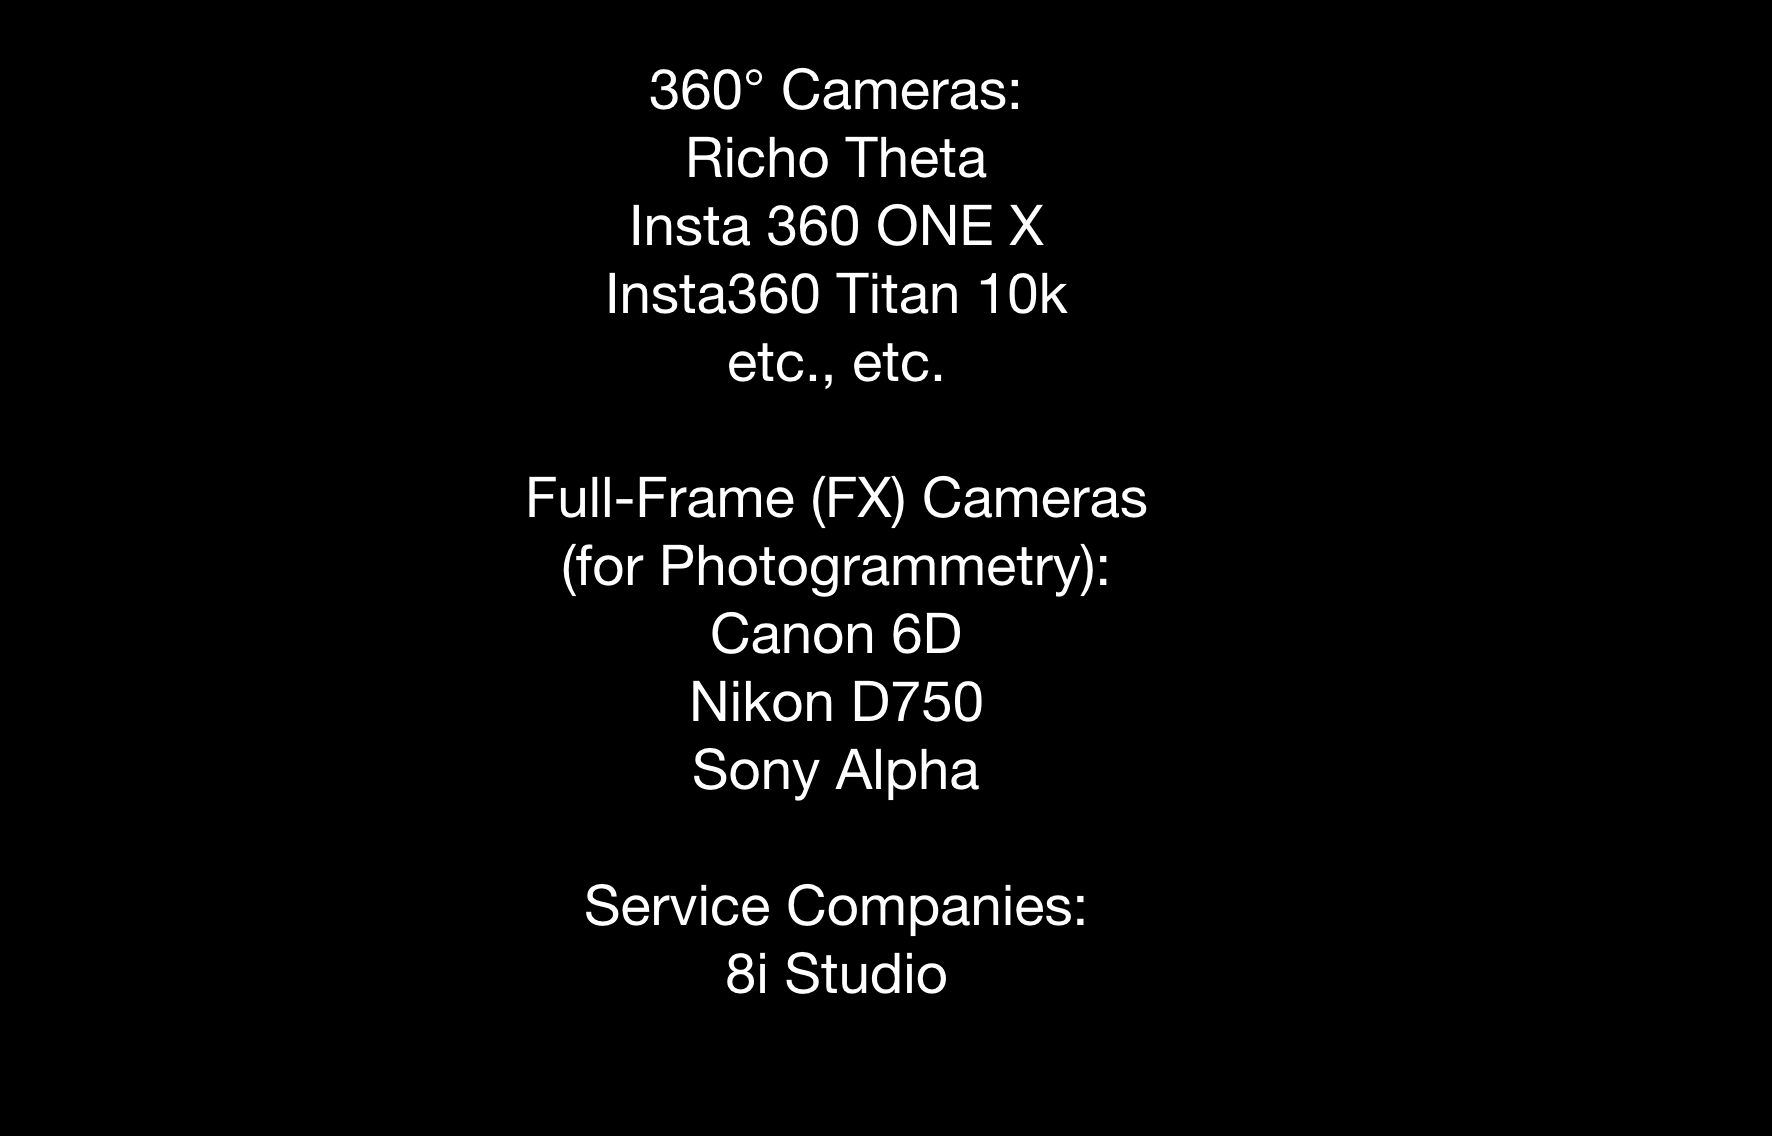 360° Cameras:
Richo Theta
Insta 360 ONE X
Insta360 Titan 10k
etc., etc.
Full-Frame (FX) Cameras
(for Photogrammetry):
Canon 6D
Nikon D750
Sony Alpha
Service Companies:
8i Studio